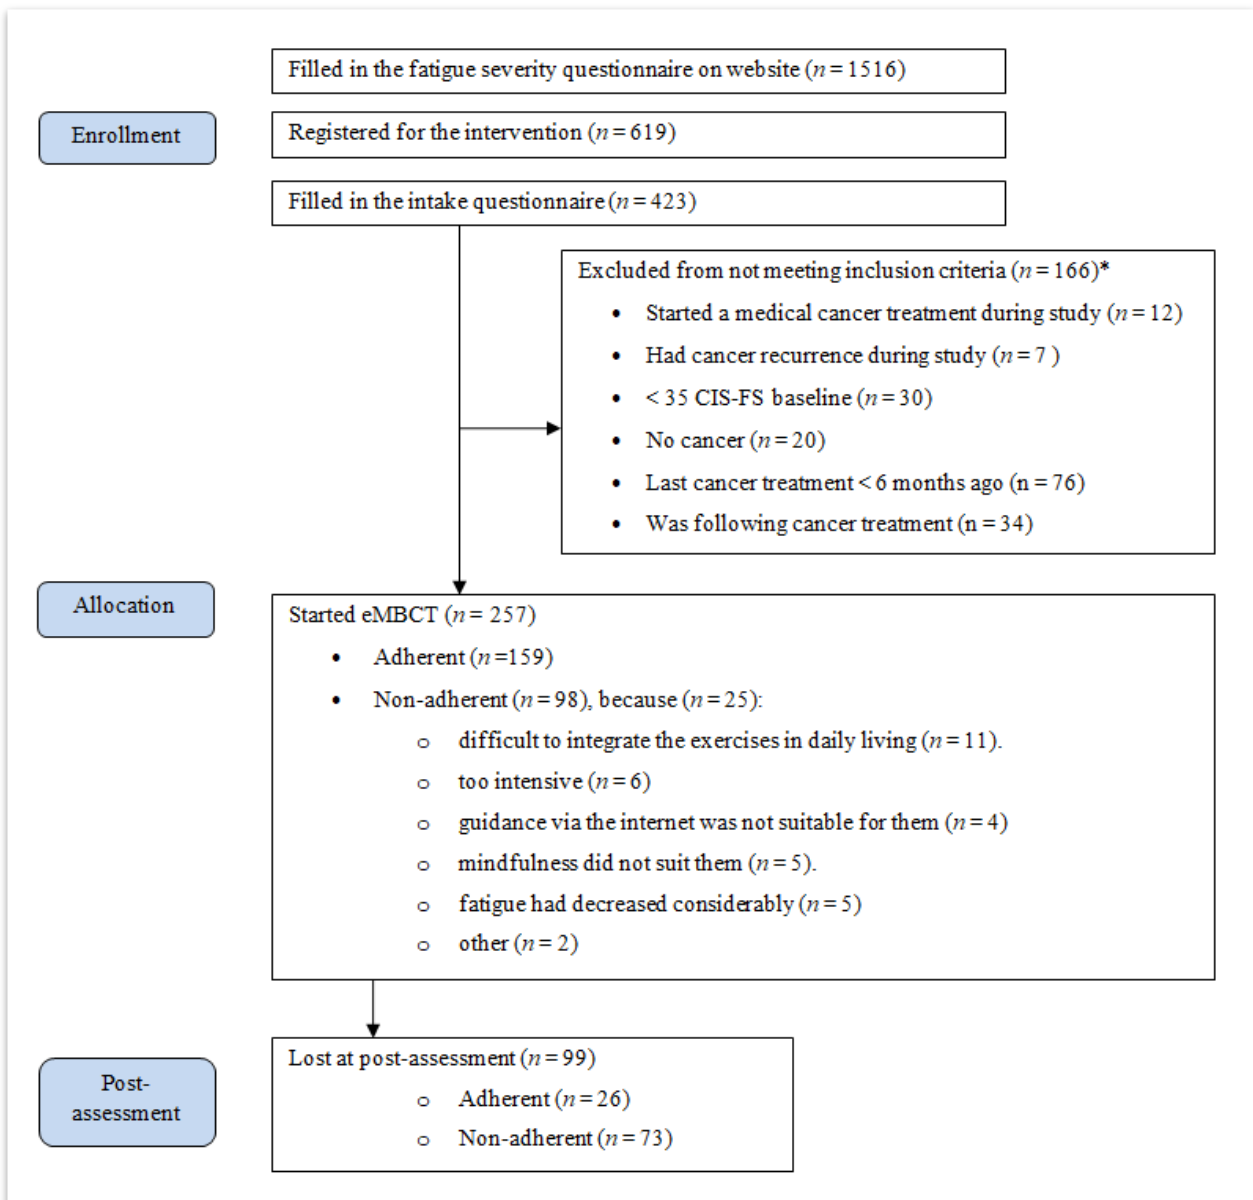 Filled in the fatigue severity questionnaire on website (n = 1516)
Enrollment
Registered for the intervention (n = 619)
Filled in the intake questionnaire (n = 423)
Excluded from not meeting inclusion criteria (n = 166)*
• Started a medical cancer treatment during study (n = 12)
• Had cancer recurrence during study (n = 7 )
• < 35 CIS-FS baseline (n = 30)
• No cancer (n = 20)
• Last cancer treatment < 6 months ago (n = 76)
• Was following cancer treatment (n = 34)
Allocation
Started eMBCT (n = 257)
• Adherent (n =159)
• Non-adherent (n = 98), because (n = 25):
o difficult to integrate the exercises in daily living (n = 11).
o too intensive (n = 6)
o guidance via the internet was not suitable for them (n = 4)
o mindfulness did not suit them (n = 5).
o fatigue had decreased considerably (n = 5)
o other (n = 2)
Post-
assessment
Lost at post-assessment (n = 99)
o Adherent (n = 26)
o Non-adherent (n = 73)